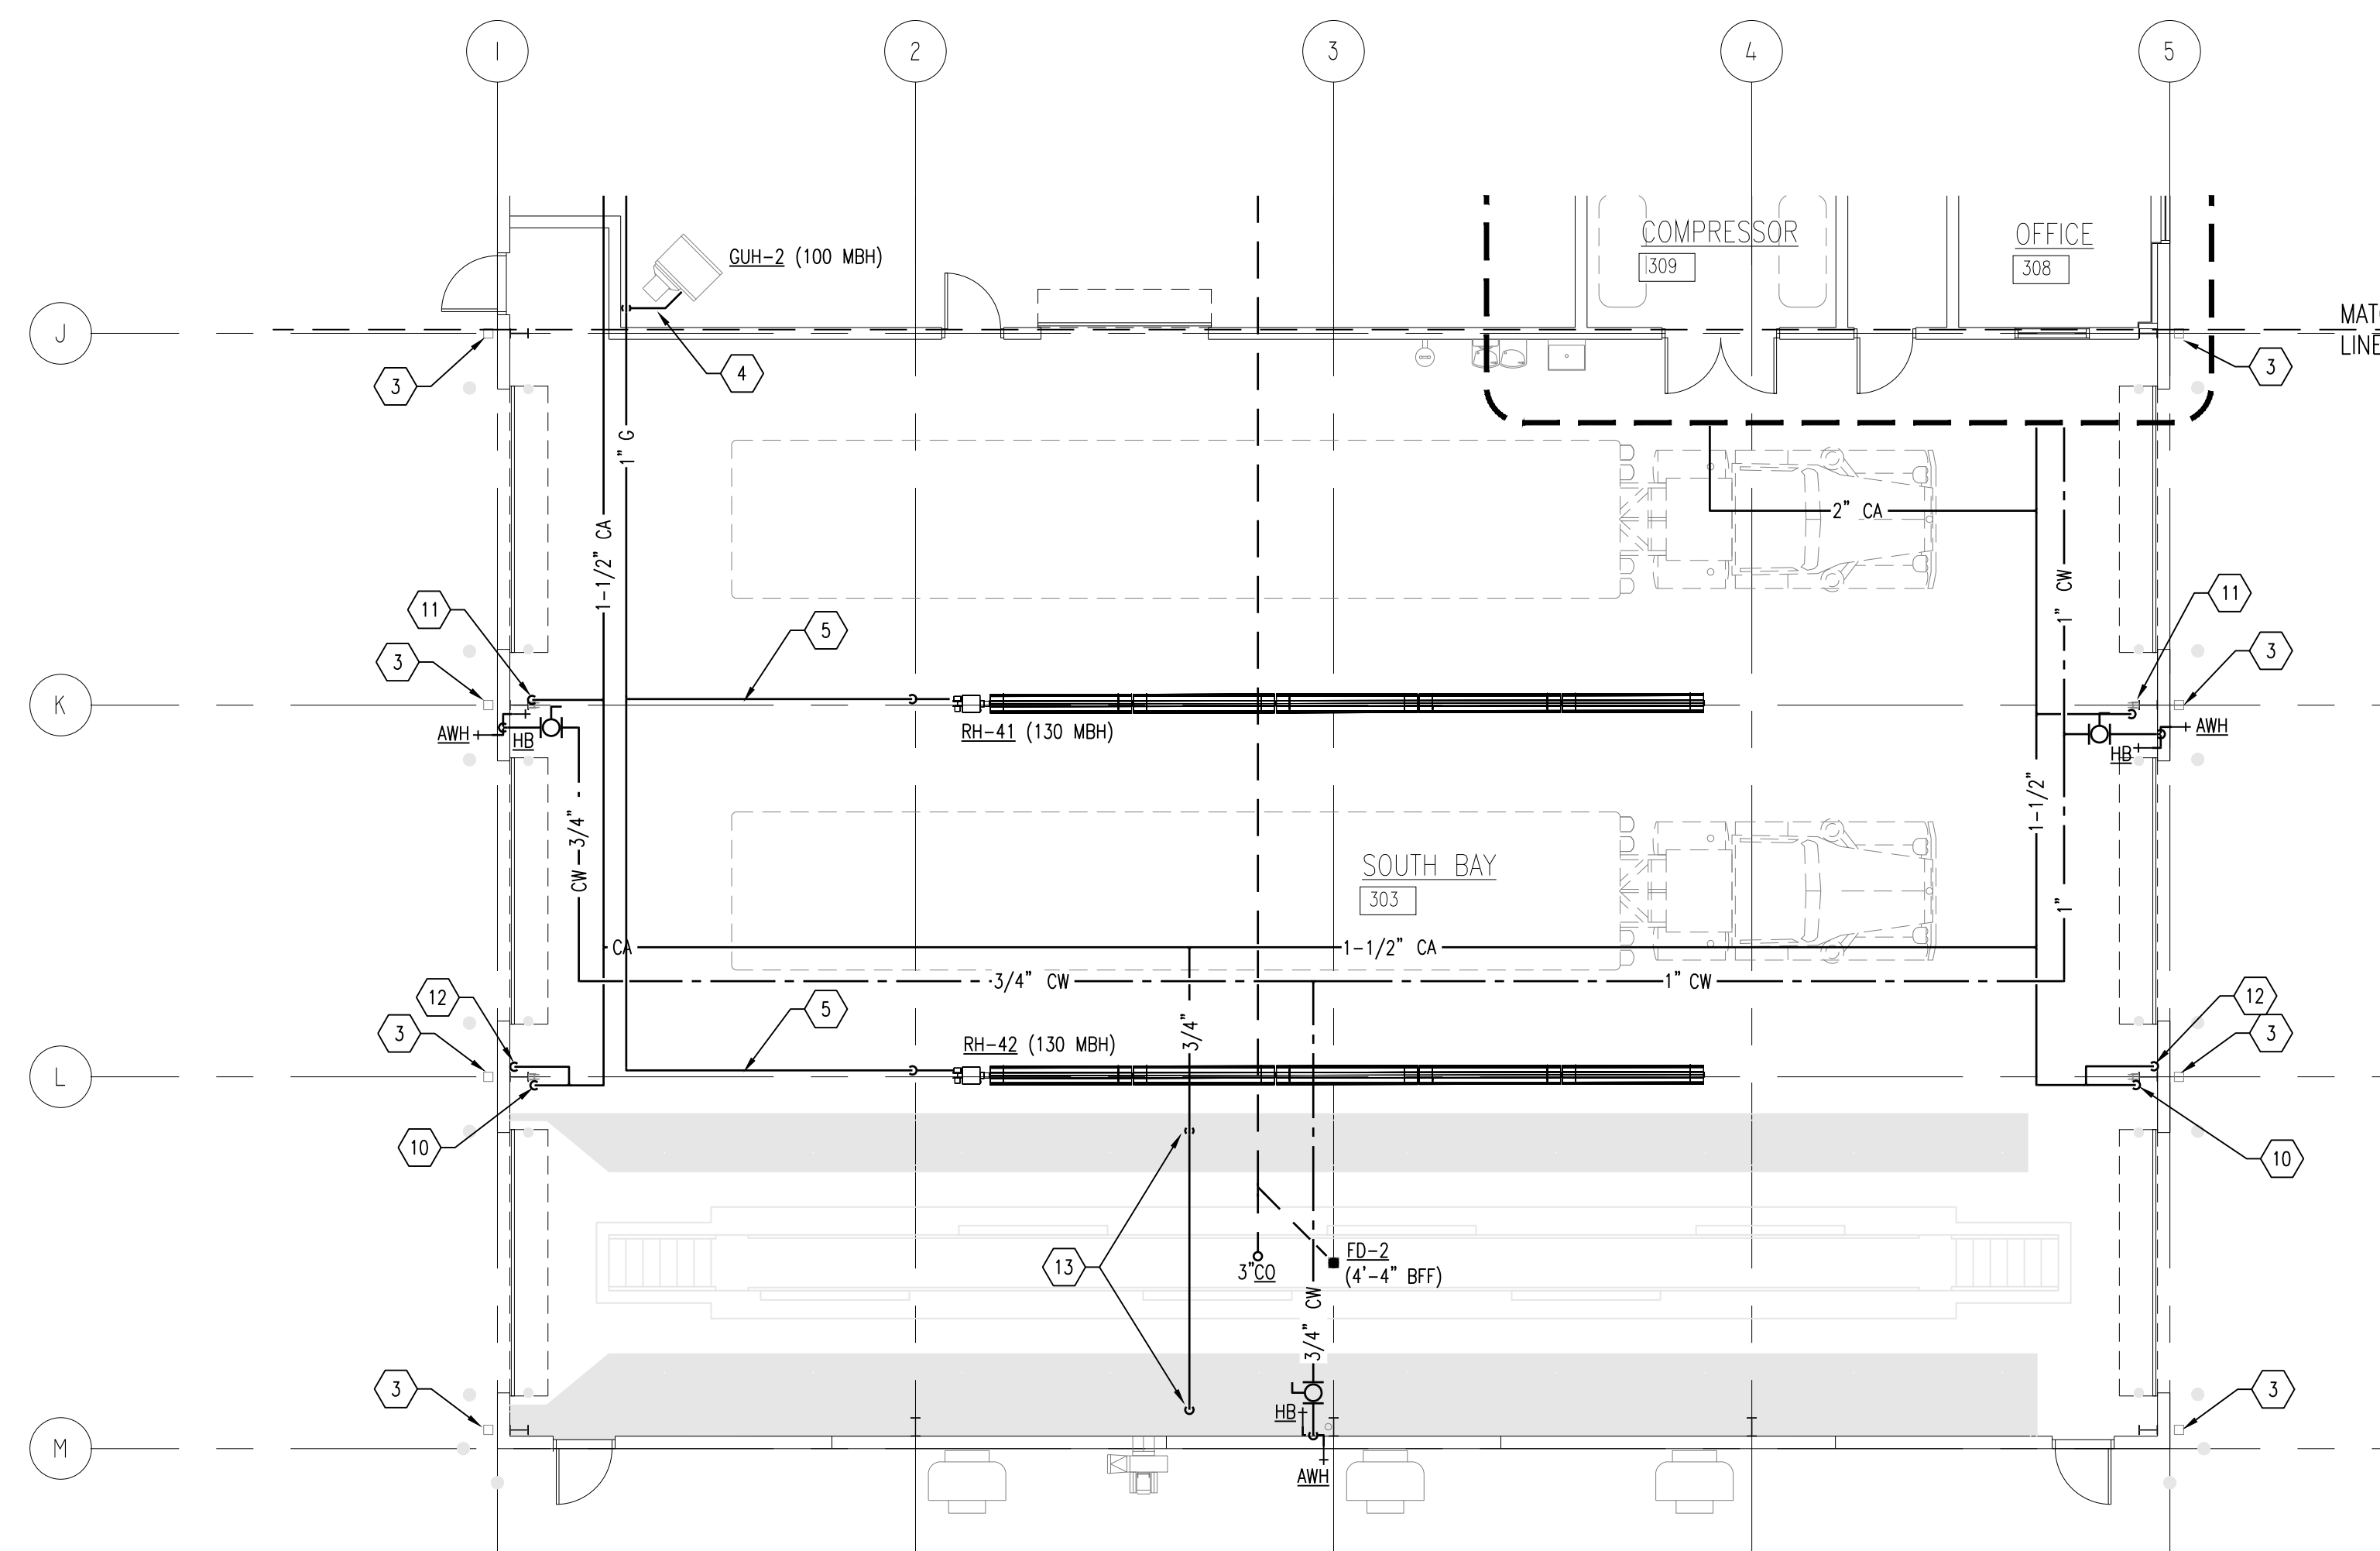 1
2
3
4
5
COMPRESSOR
309
OFFICE
308
GUH-2 (100 MBH)
J
MAT
LINE
3
4
3
1" G
2" CA
1-1/2" CA
1" CW
11
5
11
3
3
K
AWH
HB
RH-41 (130 MBH)
AWH
HB
1-1/2"
CW 3/4"
SOUTH BAY
303
1"
CA
1-1/2" CA
3/4" CW
1" CW
12
5
12
3
3
3/4"
RH-42 (130 MBH)
L
10
10
13
3"CO
FD-2
(4'-4" BFF)
3/4" CW
3
3
HB
M
AWH